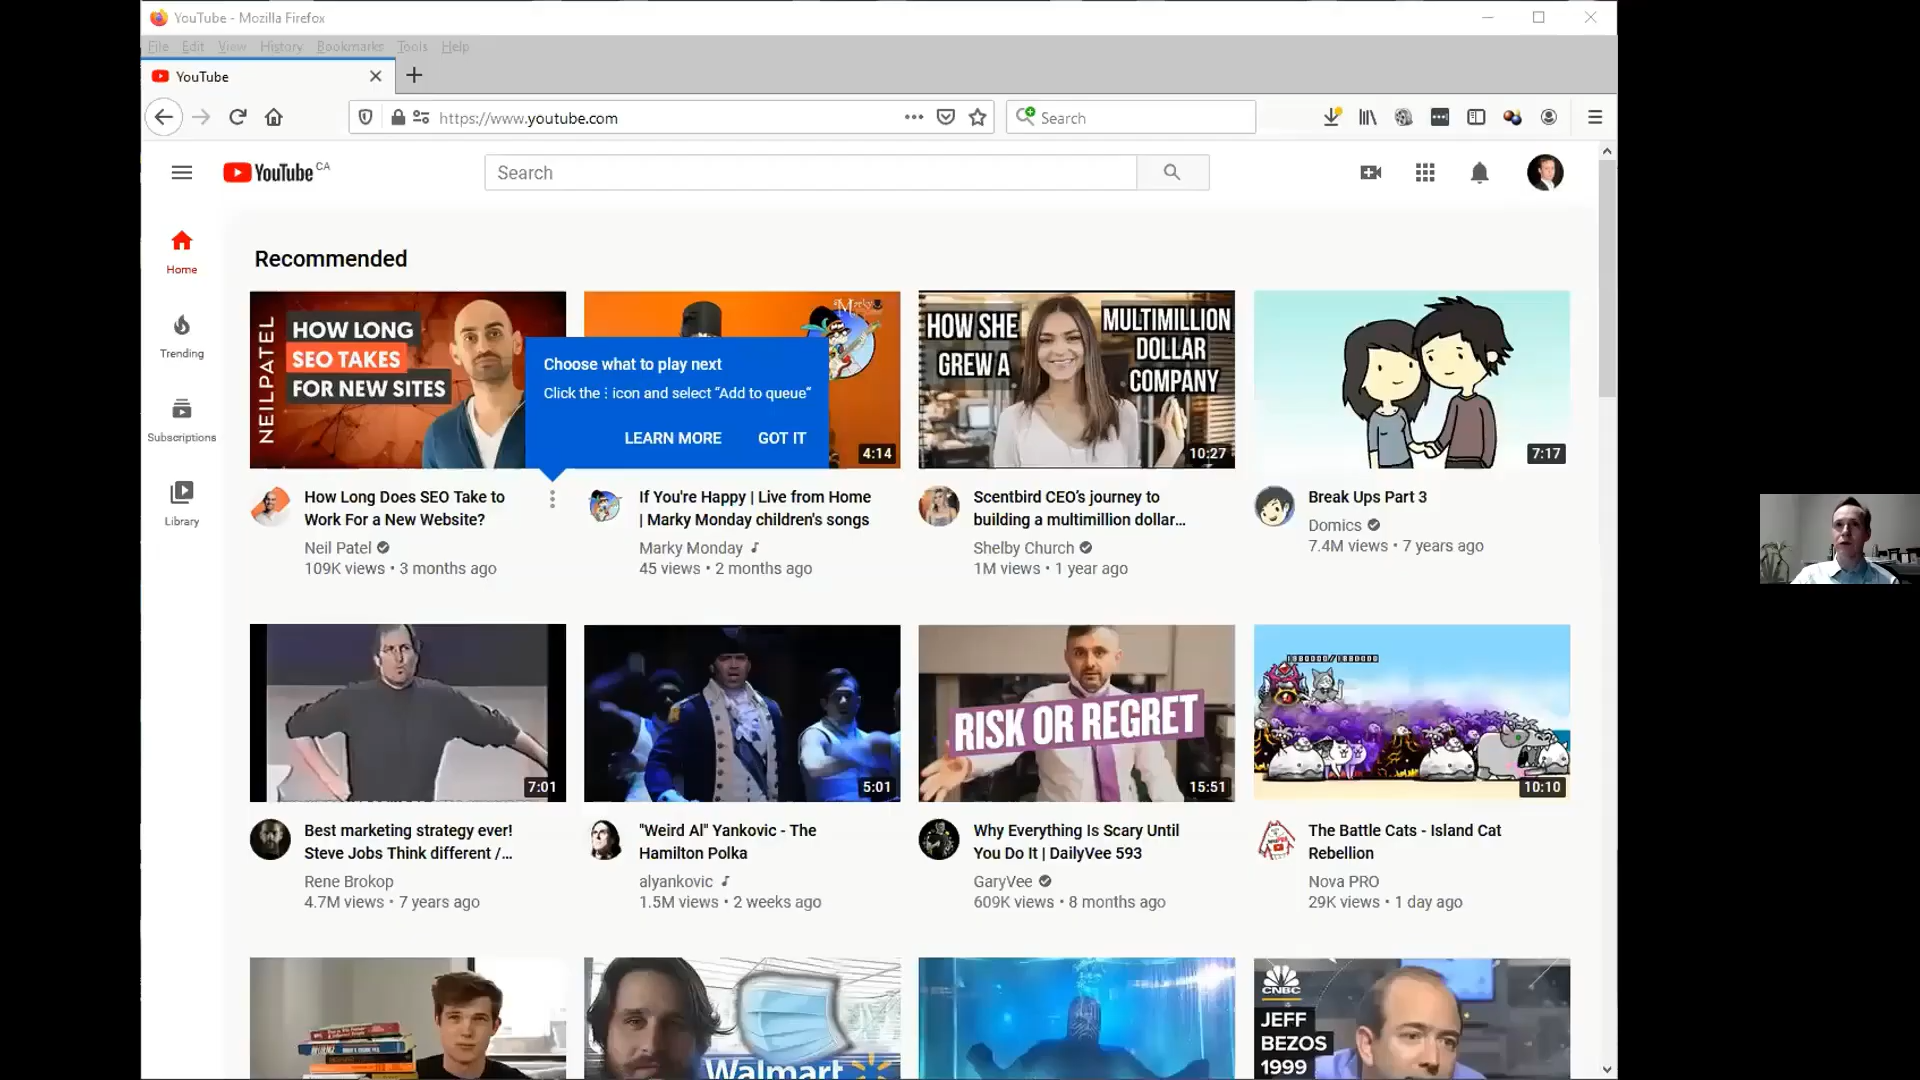 YouTube - Mozilla Firefox
File Edit View History Bookmarks Tools Help
YouTube
https://www.youtube.com
Search
YouTube CA
Search
Home
Trending
Subscriptions
Library
Recommended
NEILPATEL
HOW LONG
SEO TAKES
FOR NEW SITES
Choose what to play next
Click the ⋮ icon and select "Add to queue"
LEARN MORE GOT IT
Marky
4:14
HOW SHE
GREW A
MULTIMILLION
DOLLAR
COMPANY
10:27
7:17
How Long Does SEO Take to
Work For a New Website?
Neil Patel
109K views • 3 months ago
If You're Happy | Live from Home
| Marky Monday children's songs
Marky Monday
45 views • 2 months ago
Scentbird CEO's journey to
building a multimillion dollar...
Shelby Church
1M views • 1 year ago
Break Ups Part 3
Domics
7.4M views • 7 years ago
7:01
5:01
RISK OR REGRET
15:51
10:10
Best marketing strategy ever!
Steve Jobs Think different /...
Rene Brokop
4.7M views • 7 years ago
"Weird Al" Yankovic - The
Hamilton Polka
alyankovic
1.5M views • 2 weeks ago
Why Everything Is Scary Until
You Do It | DailyVee 593
GaryVee
609K views • 8 months ago
The Battle Cats - Island Cat
Rebellion
Nova PRO
29K views • 1 day ago
Walmart
CNBC
JEFF
BEZOS
1999